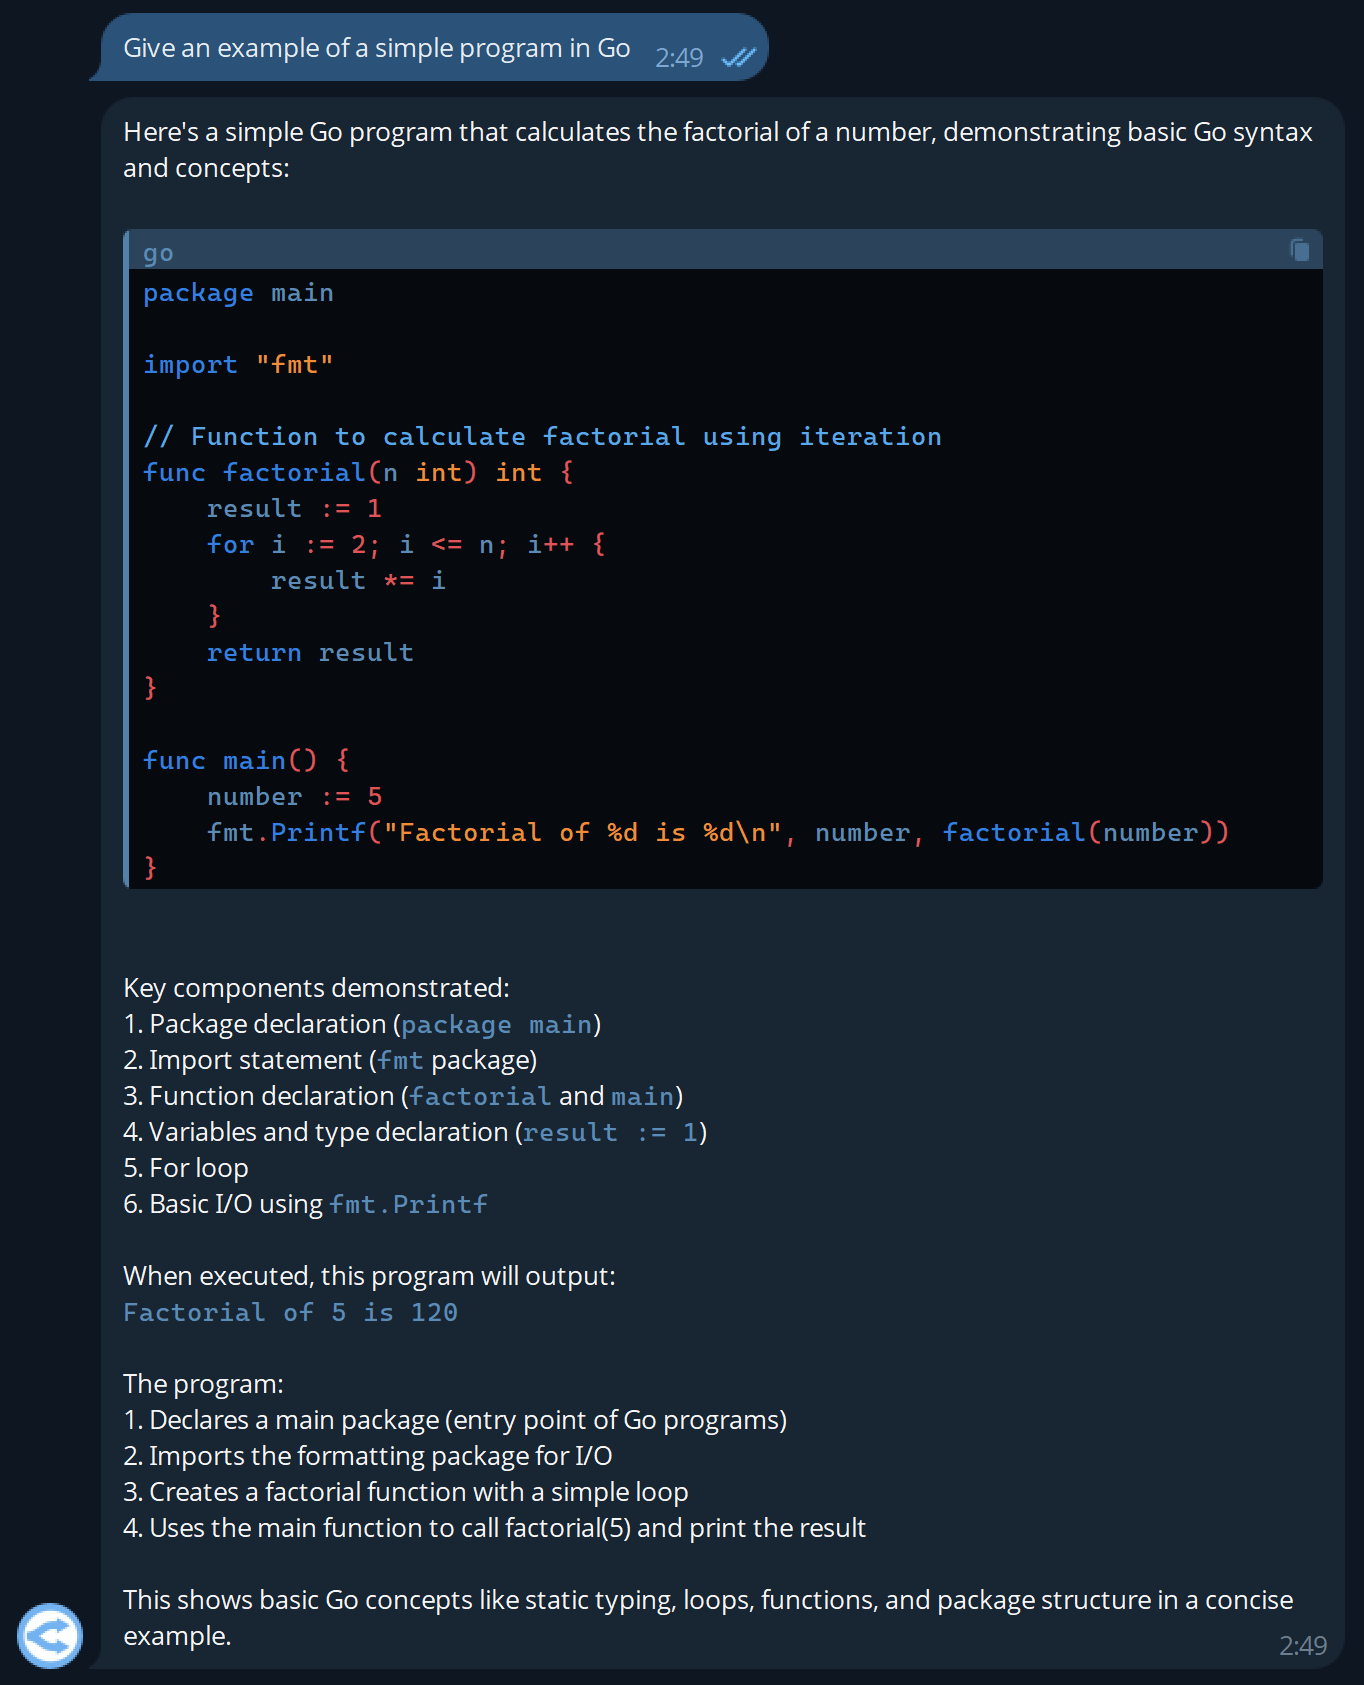 Give an example of a simple program in Go 2:49
Here's a simple Go program that calculates the factorial of a number, demonstrating basic Go syntax
and concepts:
go
package main
import "fmt"
// Function to calculate factorial using iteration
func factorial(n int) int {
    result := 1
    for i := 2; i <= n; i++ {
        result *= i
    }
    return result
}
func main() {
    number := 5
    fmt.Printf("Factorial of %d is %d\n", number, factorial(number))
}
Key components demonstrated:
1. Package declaration (package main)
2. Import statement (fmt package)
3. Function declaration (factorial and main)
4. Variables and type declaration (result := 1)
5. For loop
6. Basic I/O using fmt.Printf
When executed, this program will output:
Factorial of 5 is 120
The program:
1. Declares a main package (entry point of Go programs)
2. Imports the formatting package for I/O
3. Creates a factorial function with a simple loop
4. Uses the main function to call factorial(5) and print the result
This shows basic Go concepts like static typing, loops, functions, and package structure in a concise
example.
2:49